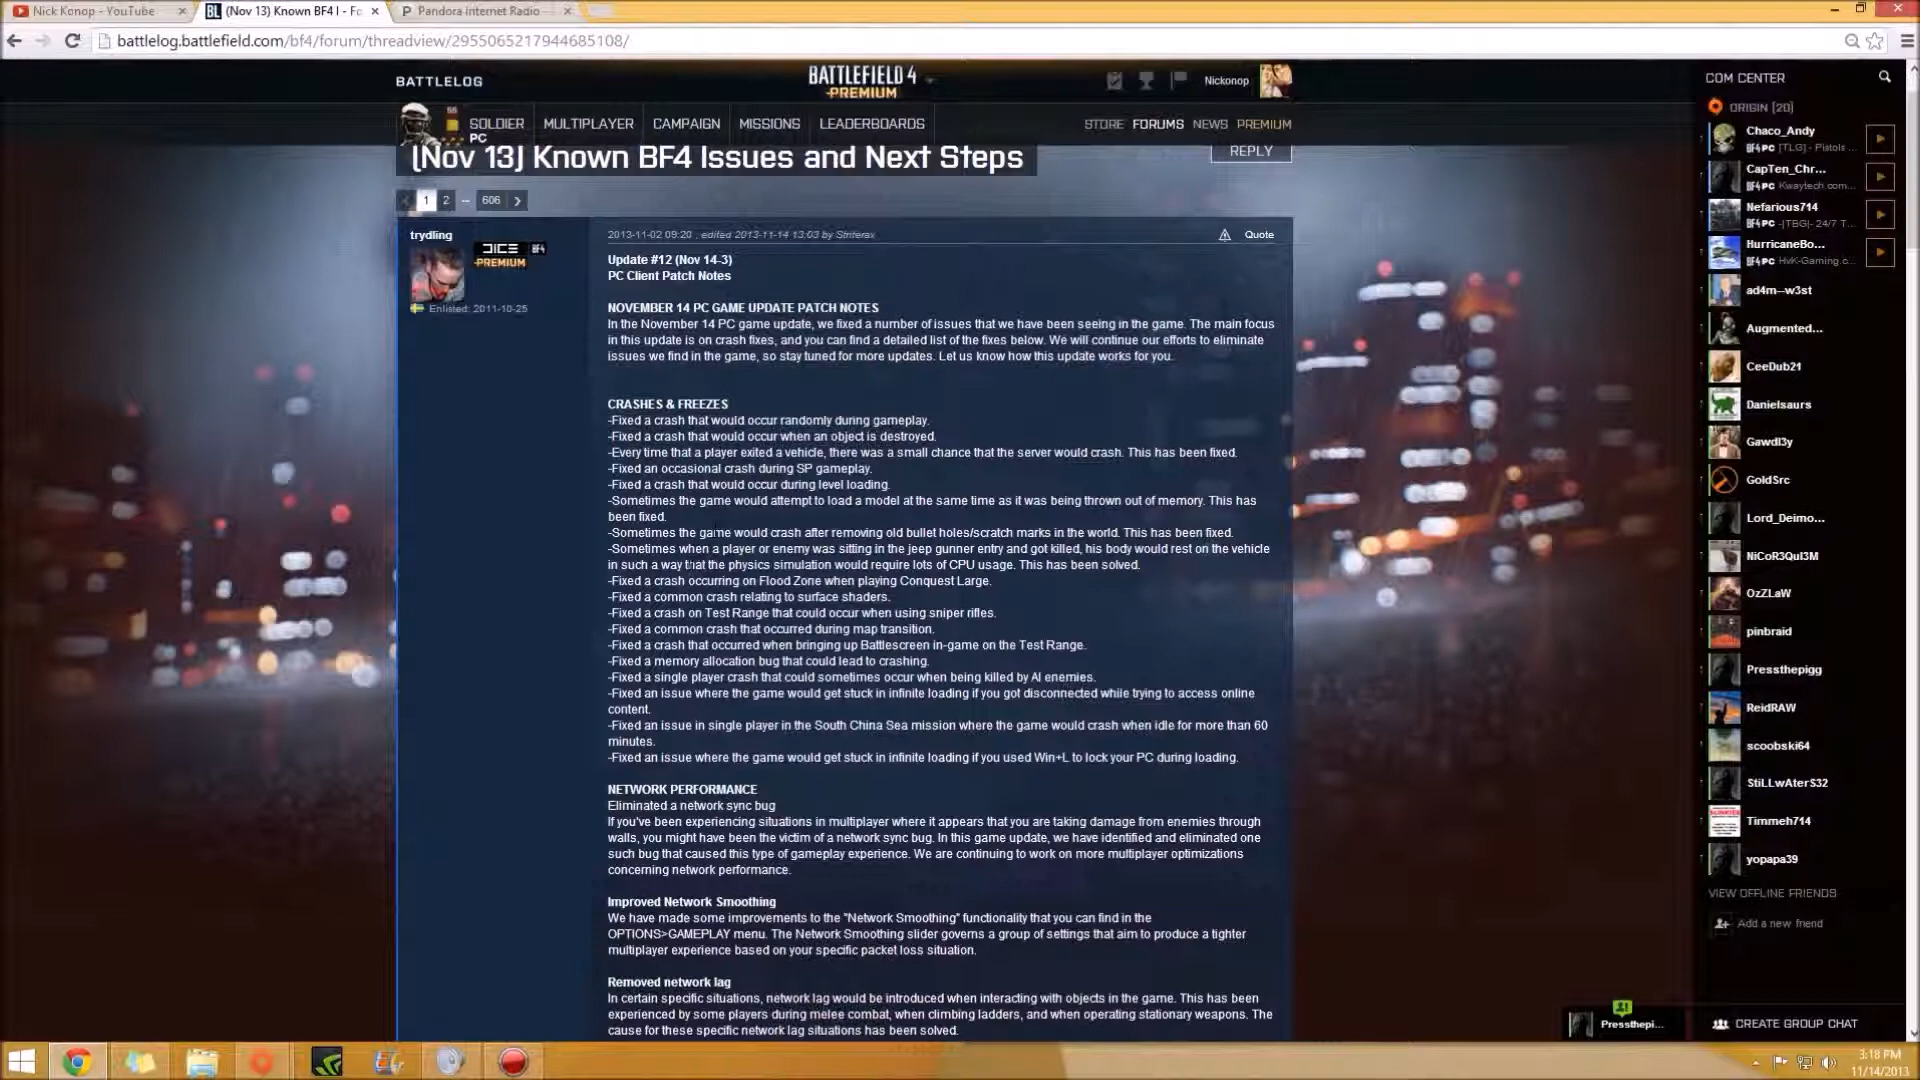 Nick Konop - YouTube
(Nov 13) Known BF4 I - Fo
Pandora Internet Radio
battlelog.battlefield.com/bf4/forum/threadview/2955065217944685108/
BATTLELOG
BATTLEFIELD 4
PREMIUM
Nickonop
SOLDIER
PC
MULTIPLAYER
CAMPAIGN
MISSIONS
LEADERBOARDS
STORE
FORUMS
NEWS
PREMIUM
(Nov 13) Known BF4 Issues and Next Steps
REPLY
1
2
606
trydling
DICE
BF4
PREMIUM
Enlisted: 2011-10-25
2013-11-02 09:20 , edited 2013-11-14 13:03 by Striterax
Quote
Update #12 (Nov 14-3)
PC Client Patch Notes
NOVEMBER 14 PC GAME UPDATE PATCH NOTES
In the November 14 PC game update, we fixed a number of issues that we have been seeing in the game. The main focus
in this update is on crash fixes, and you can find a detailed list of the fixes below. We will continue our efforts to eliminate
issues we find in the game, so stay tuned for more updates. Let us know how this update works for you.
CRASHES & FREEZES
-Fixed a crash that would occur randomly during gameplay.
-Fixed a crash that would occur when an object is destroyed.
-Every time that a player exited a vehicle, there was a small chance that the server would crash. This has been fixed.
-Fixed an occasional crash during SP gameplay.
-Fixed a crash that would occur during level loading.
-Sometimes the game would attempt to load a model at the same time as it was being thrown out of memory. This has
been fixed.
-Sometimes the game would crash after removing old bullet holes/scratch marks in the world. This has been fixed.
-Sometimes when a player or enemy was sitting in the jeep gunner entry and got killed, his body would rest on the vehicle
in such a way that the physics simulation would require lots of CPU usage. This has been solved.
-Fixed a crash occurring on Flood Zone when playing Conquest Large.
-Fixed a common crash relating to surface shaders.
-Fixed a crash on Test Range that could occur when using sniper rifles.
-Fixed a common crash that occurred during map transition.
-Fixed a crash that occurred when bringing up Battlescreen in-game on the Test Range.
-Fixed a memory allocation bug that could lead to crashing.
-Fixed a single player crash that could sometimes occur when being killed by AI enemies.
-Fixed an issue where the game would get stuck in infinite loading if you got disconnected while trying to access online
content.
-Fixed an issue in single player in the South China Sea mission where the game would crash when idle for more than 60
minutes.
-Fixed an issue where the game would get stuck in infinite loading if you used Win+L to lock your PC during loading.
NETWORK PERFORMANCE
Eliminated a network sync bug
If you've been experiencing situations in multiplayer where it appears that you are taking damage from enemies through
walls, you might have been the victim of a network sync bug. In this game update, we have identified and eliminated one
such bug that caused this type of gameplay experience. We are continuing to work on more multiplayer optimizations
concerning network performance.
Improved Network Smoothing
We have made some improvements to the "Network Smoothing" functionality that you can find in the
OPTIONS>GAMEPLAY menu. The Network Smoothing slider governs a group of settings that aim to produce a tighter
multiplayer experience based on your specific packet loss situation.
Removed network lag
In certain specific situations, network lag would be introduced when interacting with objects in the game. This has been
experienced by some players during melee combat, when climbing ladders, and when operating stationary weapons. The
cause for these specific network lag situations has been solved.
COM CENTER
ORIGIN (20)
Chaco_Andy
BF4 PC [TLG] - Pistols ...
CapTen_Chr...
BF4 PC Kwaytech.com...
Nefarious714
BF4 PC -|TBG|- 24/7 T...
HurricaneBo...
BF4 PC HvK-Gaming.c...
ad4m--w3st
Augmented...
CeeDub21
Danielsaurs
Gawdl3y
GoldSrc
Lord_Deimo...
NiCoR3Qul3M
OzZLaW
pinbraid
Pressthepigg
ReidRAW
scoobski64
StiLLwAterS32
Timmeh714
yopapa39
VIEW OFFLINE FRIENDS
Add a new friend
Pressthepi...
CREATE GROUP CHAT
3:18 PM
11/14/2013